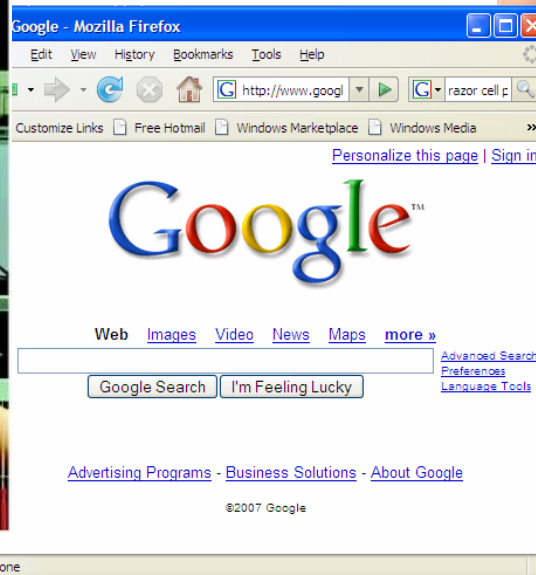 Google - Mozilla Firefox
Edit View History Bookmarks Tools Help
G http://www.googl G razor cell p
Customize Links Free Hotmail Windows Marketplace Windows Media »
Personalize this page | Sign in
Google™
Web Images Video News Maps more »
Advanced Search
Preferences
Language Tools
Google Search I'm Feeling Lucky
Advertising Programs - Business Solutions - About Google
©2007 Google
one